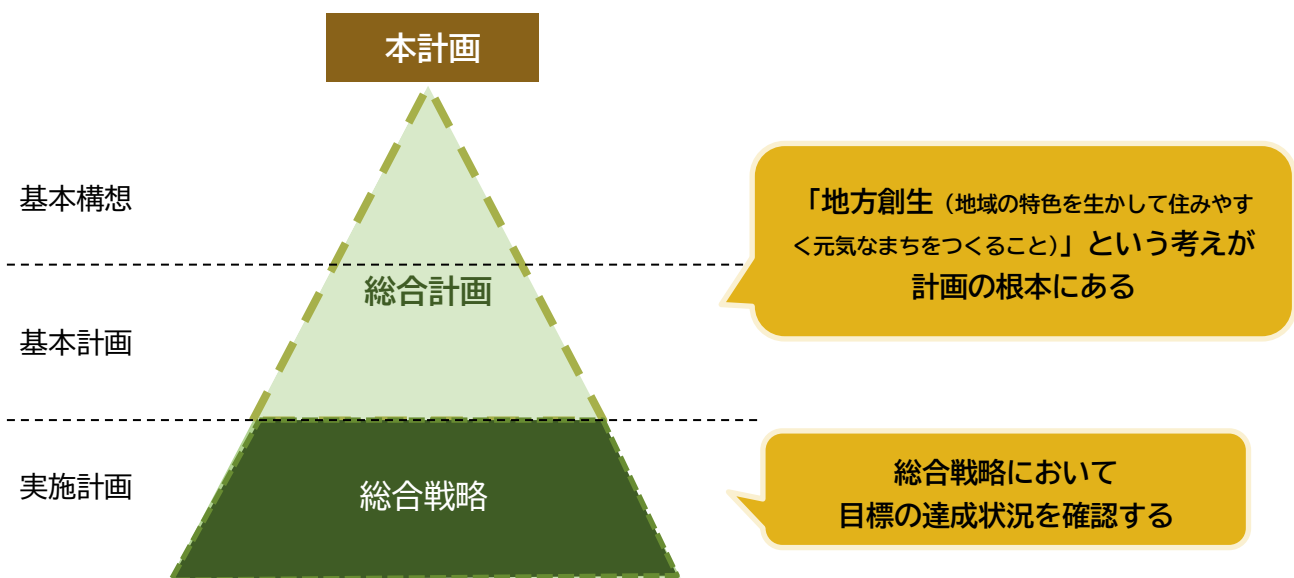 本計画
基本構想
「地方創生（地域の特色を生かして住みやす
く元気なまちをつくること）」という考えが
計画の根本にある
総合計画
基本計画
実施計画
総合戦略
総合戦略において
目標の達成状況を確認する